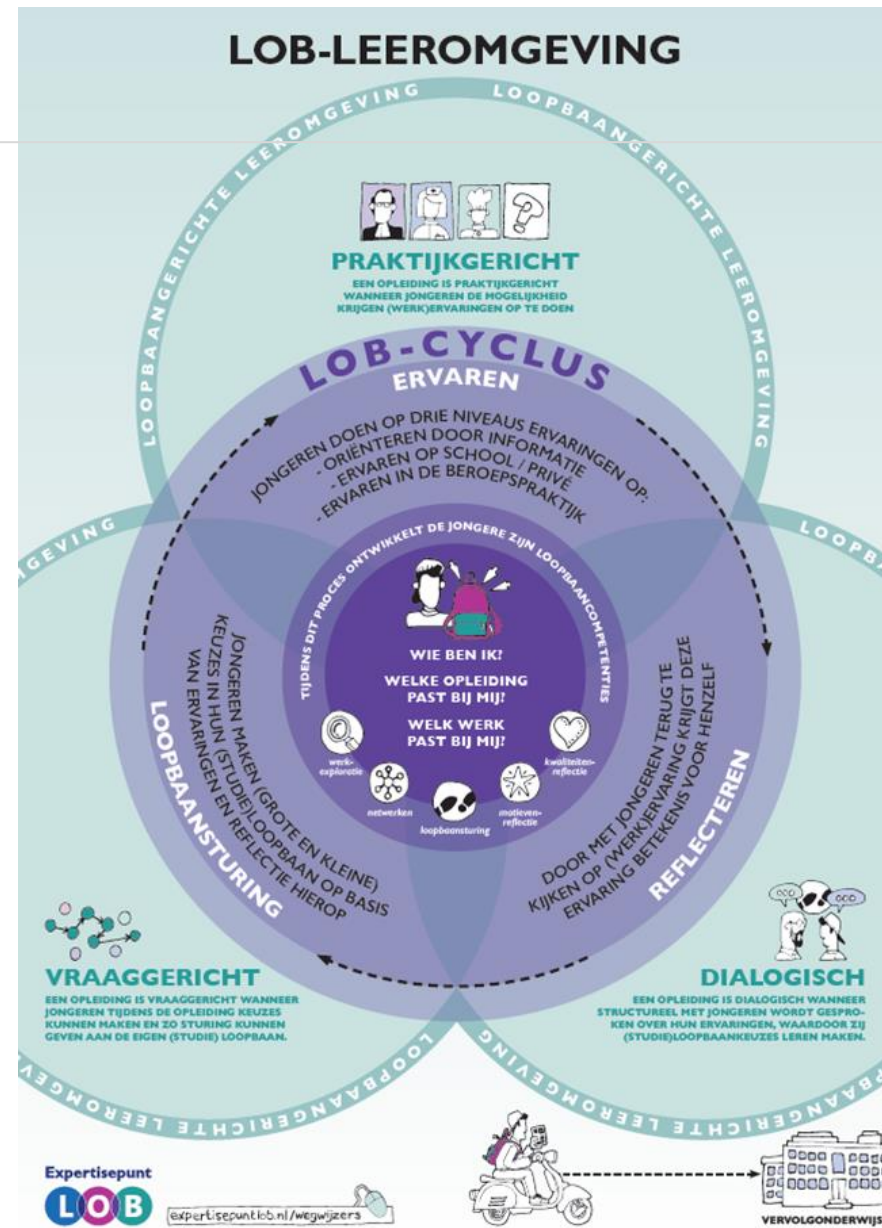 LOB-LEEROMGEVING
LOOPBAANGERICHTE LEEROMGEVING
LOOPBAANGERICHTE LEEROMGEVING
PRAKTIJKGERICHT
EEN OPLEIDING IS PRAKTIJKGERICHT
WANNEER JONGEREN DE MOGELIJKHEID
KRIJGEN (WERK)ERVARINGEN OP TE DOEN
LOB-CYCLUS
ERVAREN
JONGEREN DOEN OP DRIE NIVEAUS ERVARINGEN OP:
- ORIËNTEREN DOOR INFORMATIE
- ERVAREN OP SCHOOL / PRIVÉ
- ERVAREN IN DE BEROEPSPRAKTIJK
TIJDENS DIT PROCES ONTWIKKELT DE JONGERE ZIJN LOOPBAANCOMPETENTIES
WIE BEN IK?
WELKE OPLEIDING
PAST BIJ MIJ?
WELK WERK
PAST BIJ MIJ?
werk-
exploratie
netwerken
loopbaansturing
motieven-
reflectie
kwaliteiten-
reflectie
REFLECTEREN
DOOR MET JONGEREN TERUG TE
KIJKEN OP (WERK)ERVARING KRIJGT DEZE
ERVARING BETEKENIS VOOR HENZELF
LOOPBAANSTURING
JONGEREN MAKEN (GROTE EN KLEINE)
KEUZES IN HUN (STUDIE)LOOPBAAN OP BASIS
VAN ERVARINGEN EN REFLECTIE HIEROP
GEVING
LOOPBA
VRAAGGERICHT
EEN OPLEIDING IS VRAAGGERICHT WANNEER
JONGEREN TIJDENS DE OPLEIDING KEUZES
KUNNEN MAKEN EN ZO STURING KUNNEN
GEVEN AAN DE EIGEN (STUDIE) LOOPBAAN.
LOOPBAANGERICHTE LEEROMGEVING
DIALOGISCH
EEN OPLEIDING IS DIALOGISCH WANNEER
STRUCTUREEL MET JONGEREN WORDT GESPRO-
KEN OVER HUN ERVARINGEN, WAARDOOR ZIJ
(STUDIE)LOOPBAANKEUZES LEREN MAKEN.
PBAANGERICHTE LEEROMGEVING
Expertisepunt
LOB
expertisepuntlob.nl/wegwijzers
VERVOLGONDERWIJS